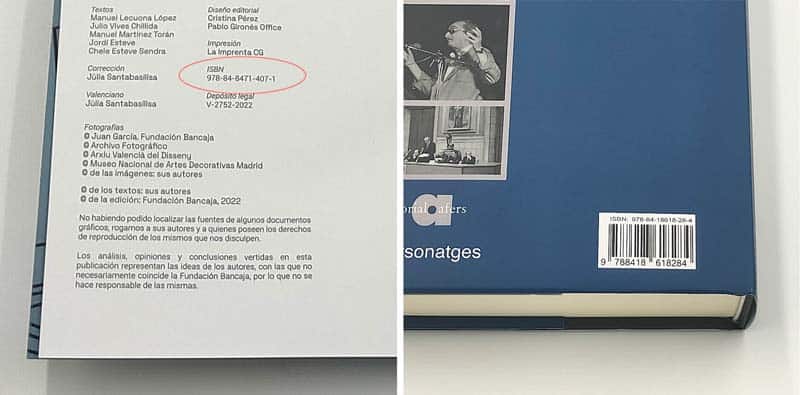 Textos
Manuel Lecuona López
Julio Vives Chillida
Manuel Martínez Torán
Jordi Esteve
Chele Esteve Sendra
Corrección
Júlia Santabasilisa
Valenciano
Júlia Santabasilisa
Diseño editorial
Cristina Pérez
Pablo Gironés Office
Impresión
La Imprenta CG
ISBN
978-84-8471-407-1
Depósito legal
V-2752-2022
Fotografías
© Juan García, Fundación Bancaja
© Archivo Fotográfico
© Arxiu Valencià del Disseny
© Museo Nacional de Artes Decorativas Madrid
© de las imágenes: sus autores
© de los textos: sus autores
© de la edición: Fundación Bancaja, 2022
No habiendo podido localizar las fuentes de algunos documentos
gráficos, rogamos a sus autores y a quienes poseen los derechos
de reproducción de los mismos que nos disculpen.
Los análisis, opiniones y conclusiones vertidas en esta
publicación representan las ideas de los autores, con las que no
necesariamente coincide la Fundación Bancaja, por lo que no se
hace responsable de las mismas.
a
orial afers
sonatges
ISBN: 978-84-18618-28-4
9 788418 618284